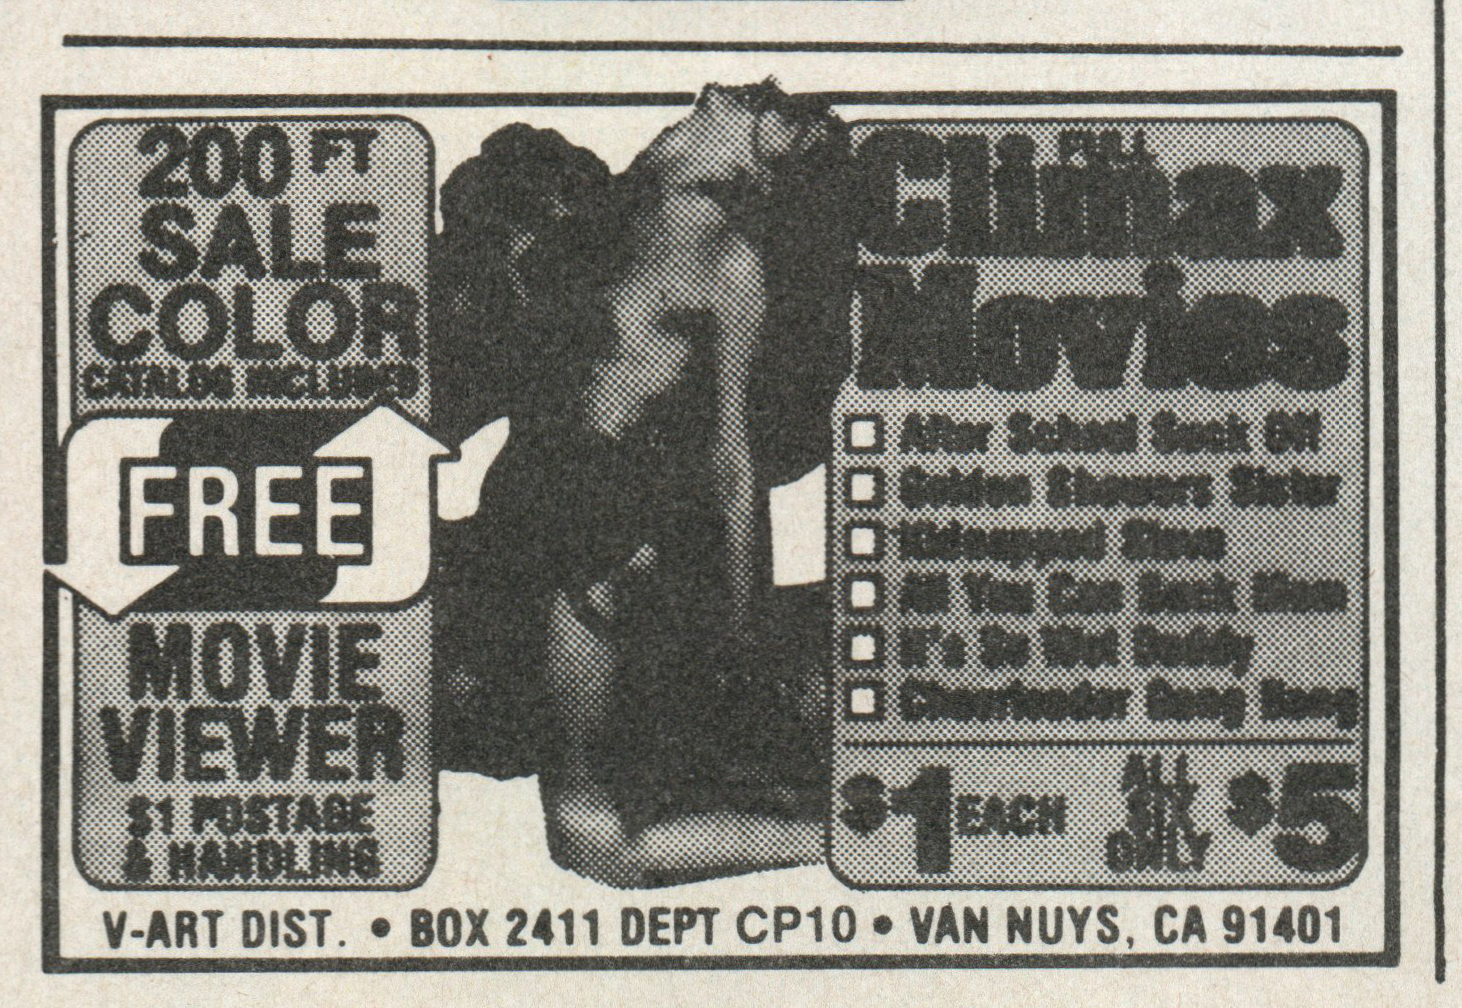 200 FT
SALE
COLOR
CATALOG INCLUDED
FREE
MOVIE
VIEWER
$1 POSTAGE
& HANDLING
FULL
Climax
Movies
After School Suck Off
Golden Showers Sister
Kidnapped Slave
All You Can Suck
It's So Wet Daddy
Cheerleader Gang Bang
$1 EACH
ALL
SIX
ONLY
$5
V-ART DIST. • BOX 2411 DEPT CP10 • VAN NUYS, CA 91401